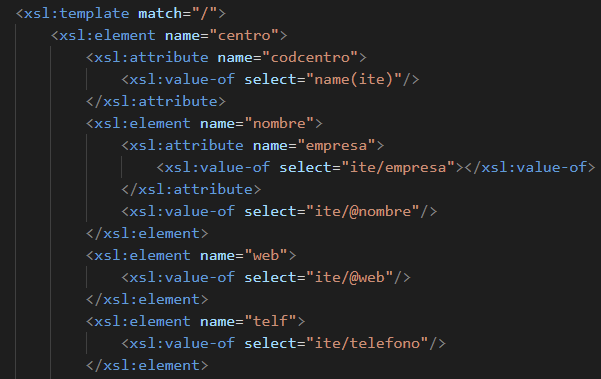 <xsl:template match="/">
<xsl:element name="centro">
<xsl:attribute name="codcentro">
<xsl:value-of select="name(ite)"/>
</xsl:attribute>
<xsl:element name="nombre">
<xsl:attribute name="empresa">
<xsl:value-of select="ite/empresa"></xsl:value-of>
</xsl:attribute>
<xsl:value-of select="ite/@nombre"/>
</xsl:element>
<xsl:element name="web">
<xsl:value-of select="ite/@web"/>
</xsl:element>
<xsl:element name="telf">
<xsl:value-of select="ite/telefono"/>
</xsl:element>